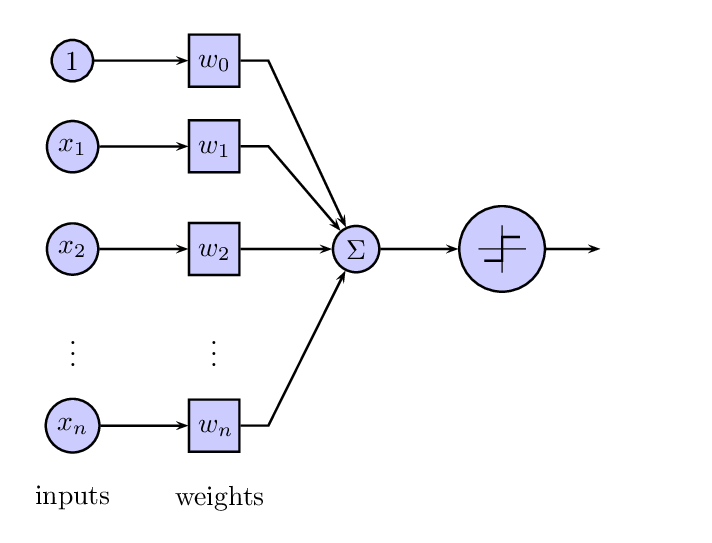 1 w₀
x₁ w₁
x₂ w₂ Σ
⋮ ⋮
xₙ wₙ
inputs weights